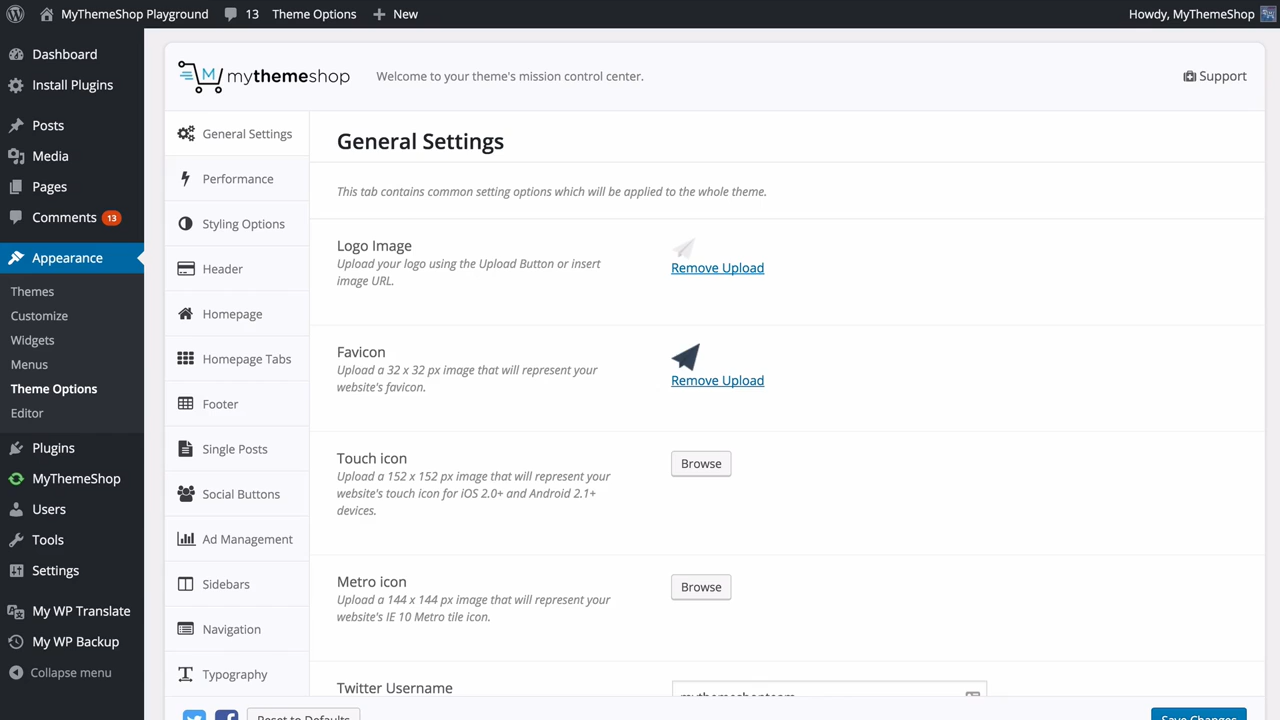 MyThemeShop Playground 13 Theme Options New Howdy, MyThemeShop
Dashboard
Install Plugins
Posts
Media
Pages
Comments 13
Appearance
Themes
Customize
Widgets
Menus
Theme Options
Editor
Plugins
MyThemeShop
Users
Tools
Settings
My WP Translate
My WP Backup
Collapse menu
mythemeshop Welcome to your theme's mission control center. Support
General Settings
Performance
Styling Options
Header
Homepage
Homepage Tabs
Footer
Single Posts
Social Buttons
Ad Management
Sidebars
Navigation
Typography
General Settings
This tab contains common setting options which will be applied to the whole theme.
Logo Image
Upload your logo using the Upload Button or insert
image URL.
Remove Upload
Favicon
Upload a 32 x 32 px image that will represent your
website's favicon.
Remove Upload
Touch icon
Upload a 152 x 152 px image that will represent your
website's touch icon for iOS 2.0+ and Android 2.1+
devices.
Browse
Metro icon
Upload a 144 x 144 px image that will represent your
website's IE 10 Metro tile icon.
Browse
Twitter Username
mythemeshopteam
Reset to Defaults
Save Changes